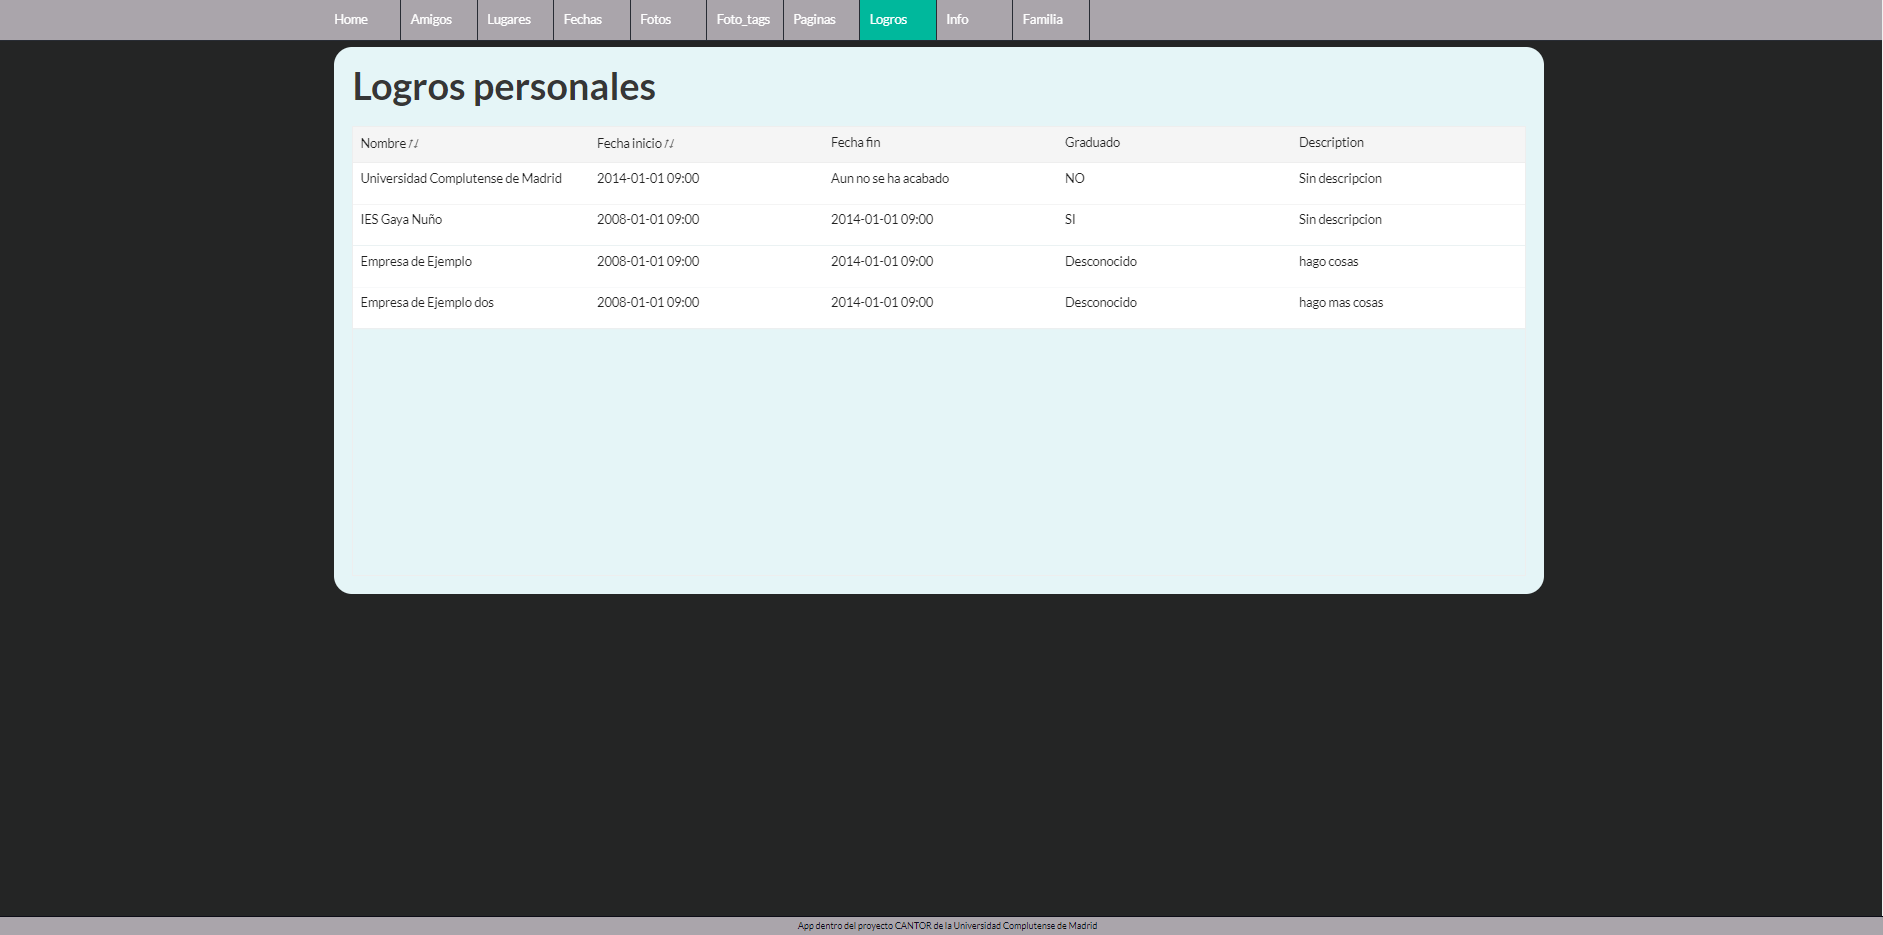 Home Amigos Lugares Fechas Fotos Foto_tags Paginas Logros Info Familia
Logros personales
Nombre ↑↓ Fecha inicio ↑↓ Fecha fin Graduado Description
Universidad Complutense de Madrid 2014-01-01 09:00 Aun no se ha acabado NO Sin descripcion
IES Gaya Nuño 2008-01-01 09:00 2014-01-01 09:00 SI Sin descripcion
Empresa de Ejemplo 2008-01-01 09:00 2014-01-01 09:00 Desconocido hago cosas
Empresa de Ejemplo dos 2008-01-01 09:00 2014-01-01 09:00 Desconocido hago mas cosas
App dentro del proyecto CANTOR de la Universidad Complutense de Madrid